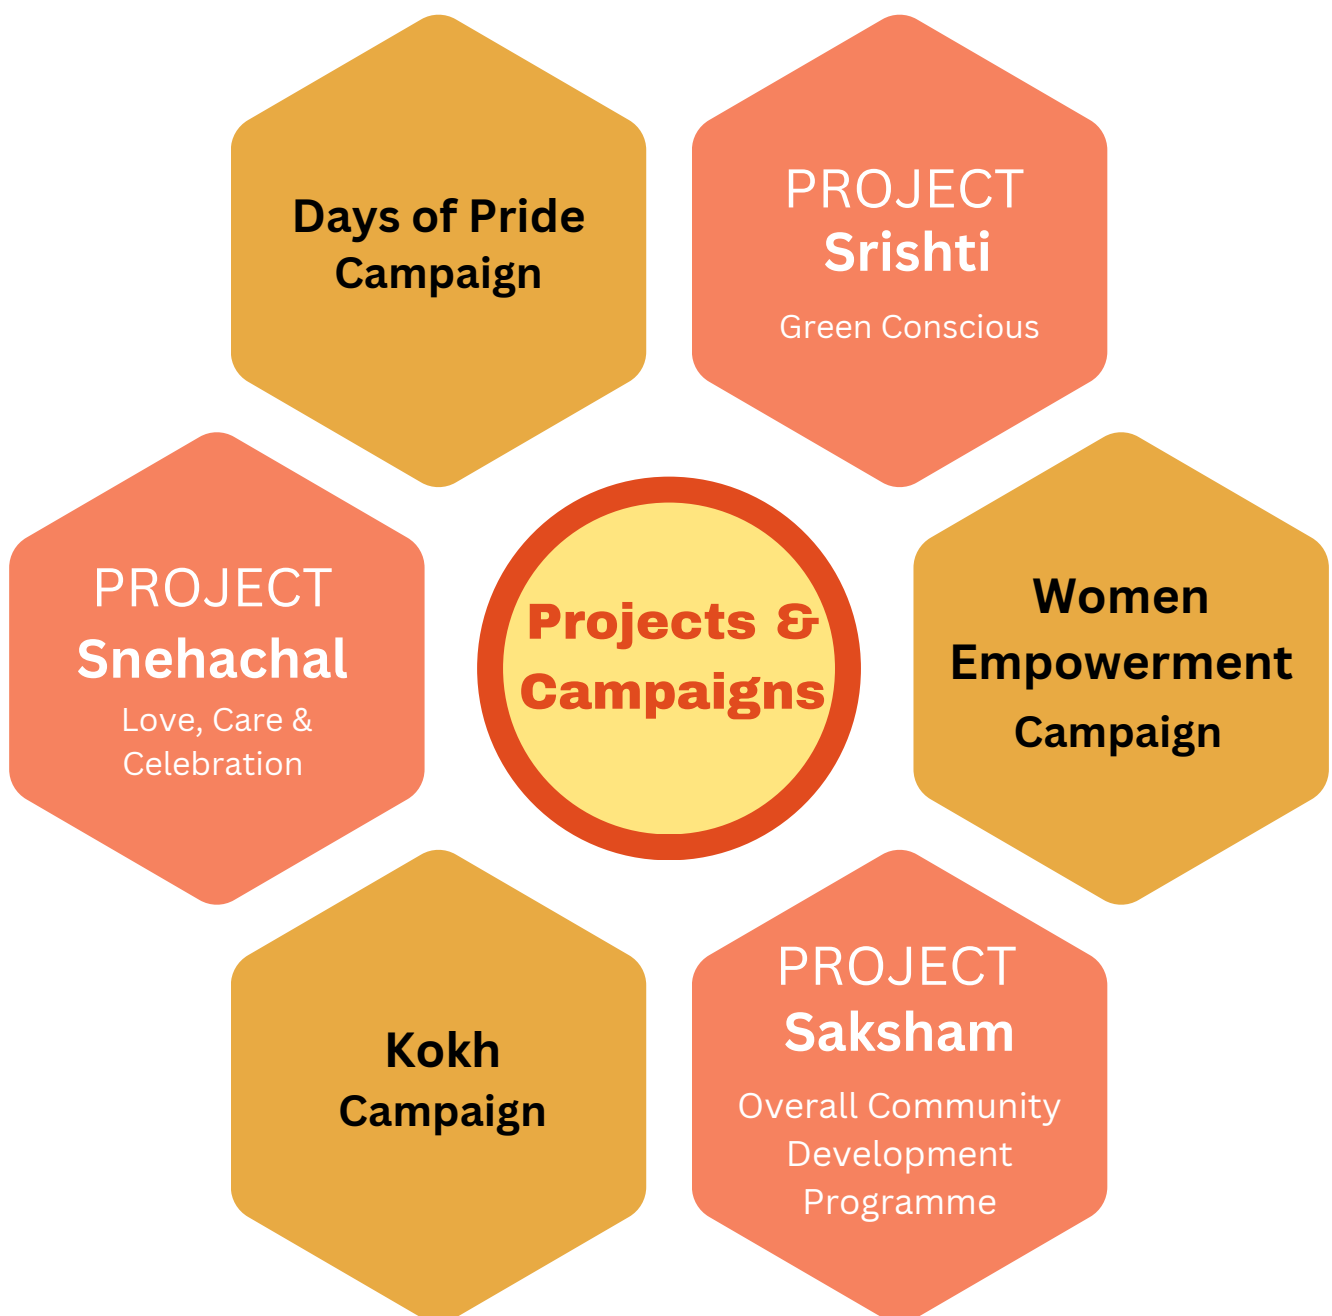 Days of Pride
Campaign
PROJECT
Srishti
Green Conscious
PROJECT
Snehachal
Love, Care &
Celebration
Projects &
Campaigns
Women
Empowerment
Campaign
Kokh
Campaign
PROJECT
Saksham
Overall Community
Development
Programme